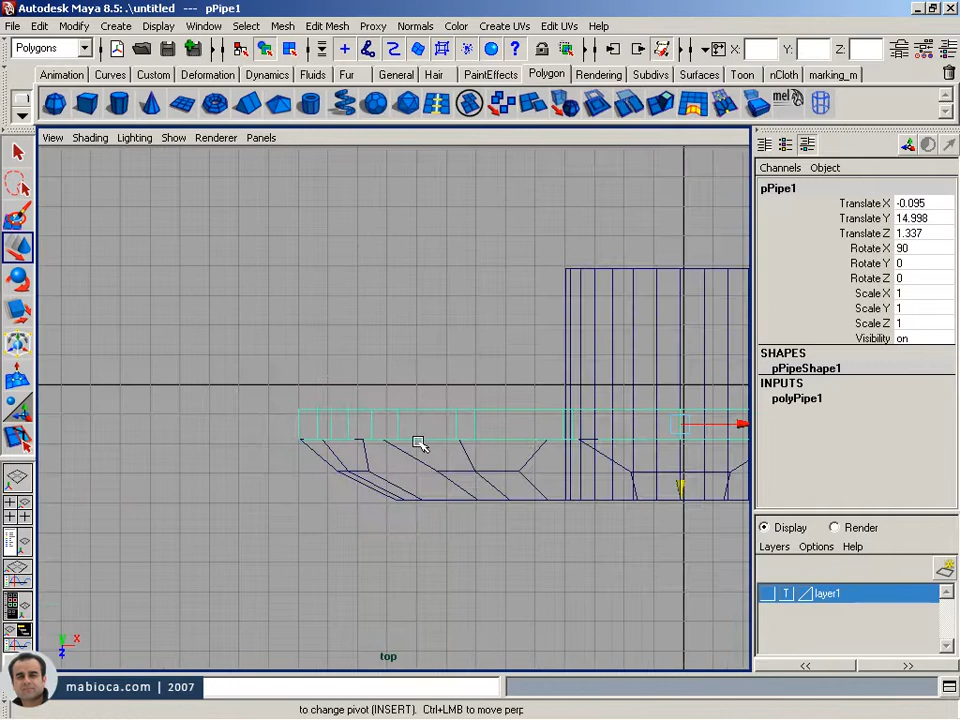 Autodesk Maya 8.5: .\untitled --- pPipe1
File Edit Modify Create Display Window Select Mesh Edit Mesh Proxy Normals Color Create UVs Edit UVs Help
Polygons X: Y: Z:
Animation Curves Custom Deformation Dynamics Fluids Fur General Hair PaintEffects Polygon Rendering Subdivs Surfaces Toon nCloth marking_m
mel
View Shading Lighting Show Renderer Panels
Channels Object
pPipe1
Translate X -0.095
Translate Y 14.998
Translate Z 1.337
Rotate X 90
Rotate Y 0
Rotate Z 0
Scale X 1
Scale Y 1
Scale Z 1
Visibility on
SHAPES
pPipeShape1
INPUTS
polyPipe1
Display Render
Layers Options Help
T layer1
y x
z
top
<< >>
mabioca.com | 2007
to change pivot (INSERT). Ctrl+LMB to move perp